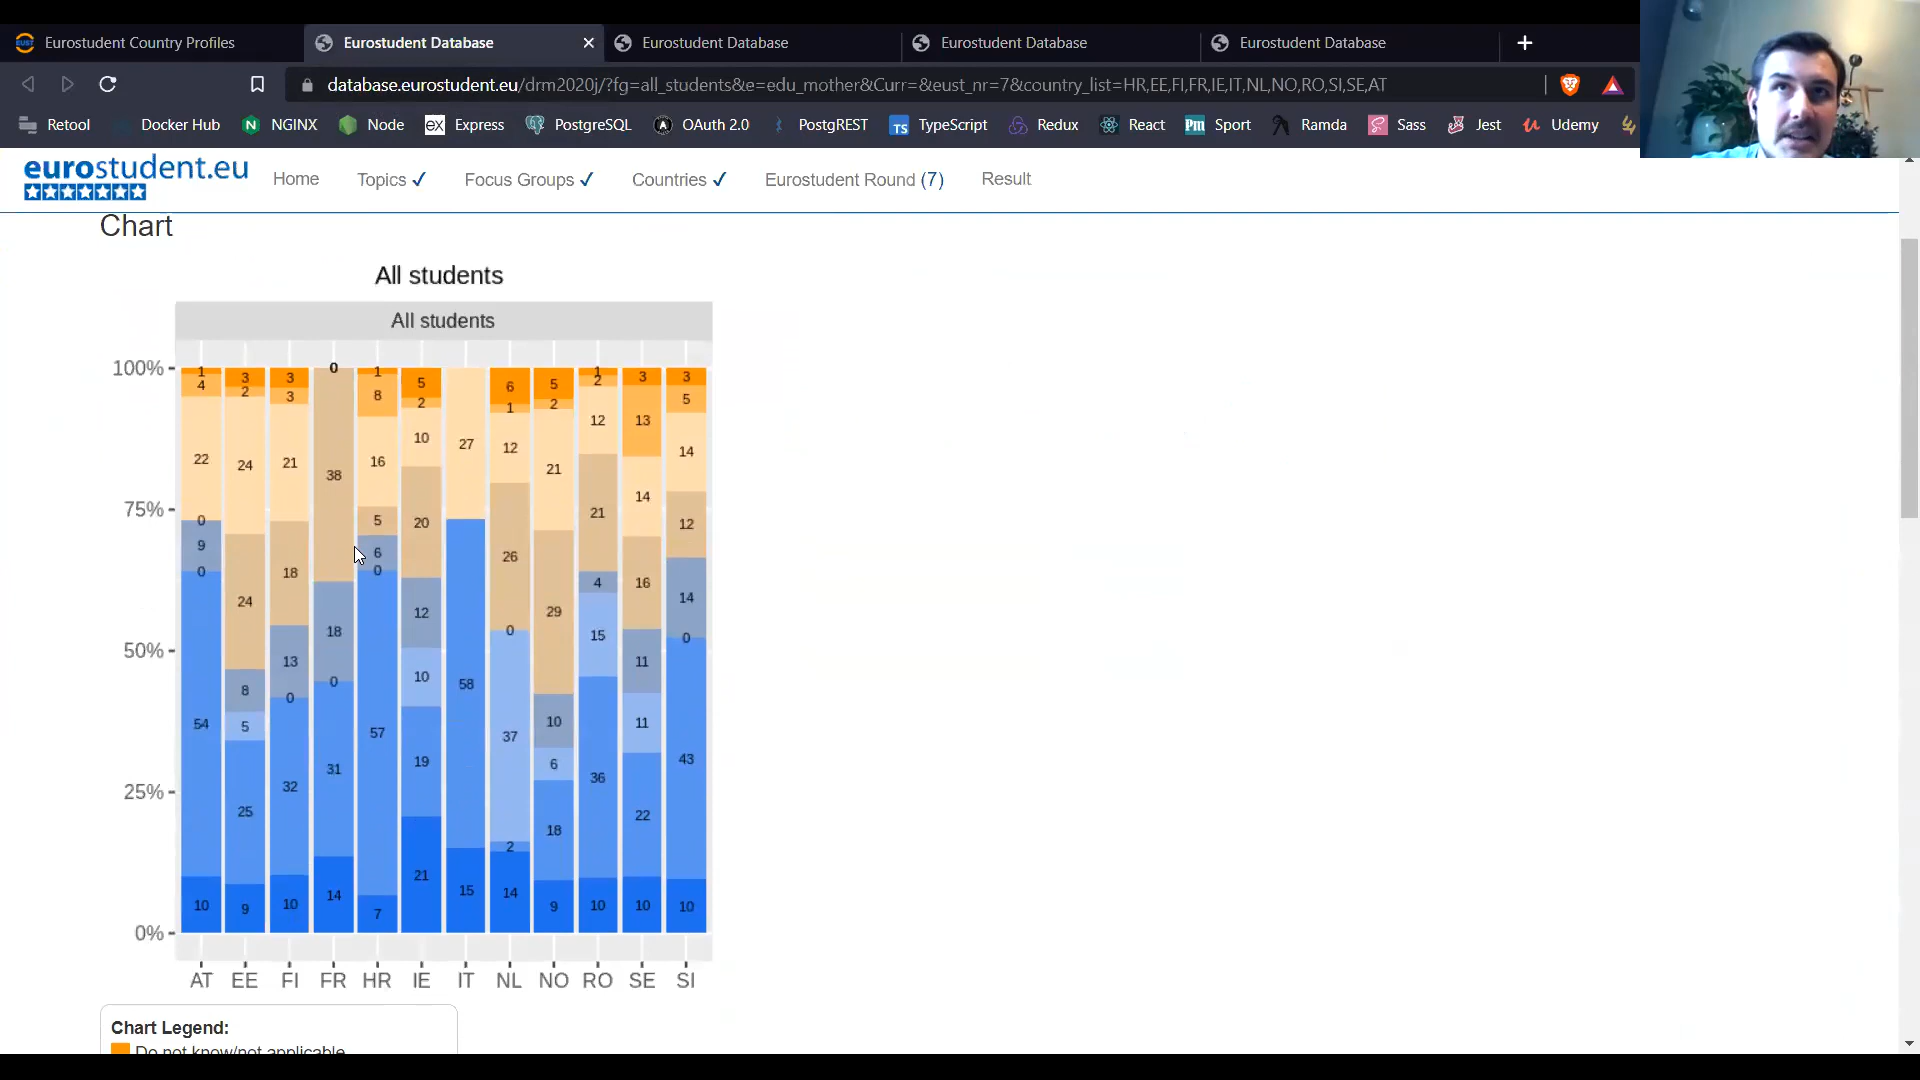 Eurostudent Country Profiles
Eurostudent Database
Eurostudent Database
Eurostudent Database
Eurostudent Database
database.eurostudent.eu/drm2020j/?fg=all_students&e=edu_mother&Curr=&eust_nr=7&country_list=HR,EE,FI,FR,IE,IT,NL,NO,RO,SI,SE,AT
Retool Docker Hub NGINX Node ex Express PostgreSQL OAuth 2.0 PostgREST TS TypeScript Redux React Pm Sport Ramda Sass Jest Udemy
eurostudent.eu
Home Topics ✓ Focus Groups ✓ Countries ✓ Eurostudent Round (7) Result
Chart
All students
All students
100%
75%
50%
25%
0%
1 4 22 0 9 0 54 10
3 2 24 24 8 5 25 9
3 3 21 18 13 0 32 10
0 38 18 0 31 14
1 8 16 5 6 0 57 7
5 2 10 20 12 10 19 21
27 58 15
6 1 12 26 0 37 2 14
5 2 21 29 10 6 18 9
1 2 12 21 4 15 36 10
3 13 14 16 11 11 22 10
3 5 14 12 14 0 43 10
AT EE FI FR HR IE IT NL NO RO SE SI
Chart Legend:
Do not know/not applicable